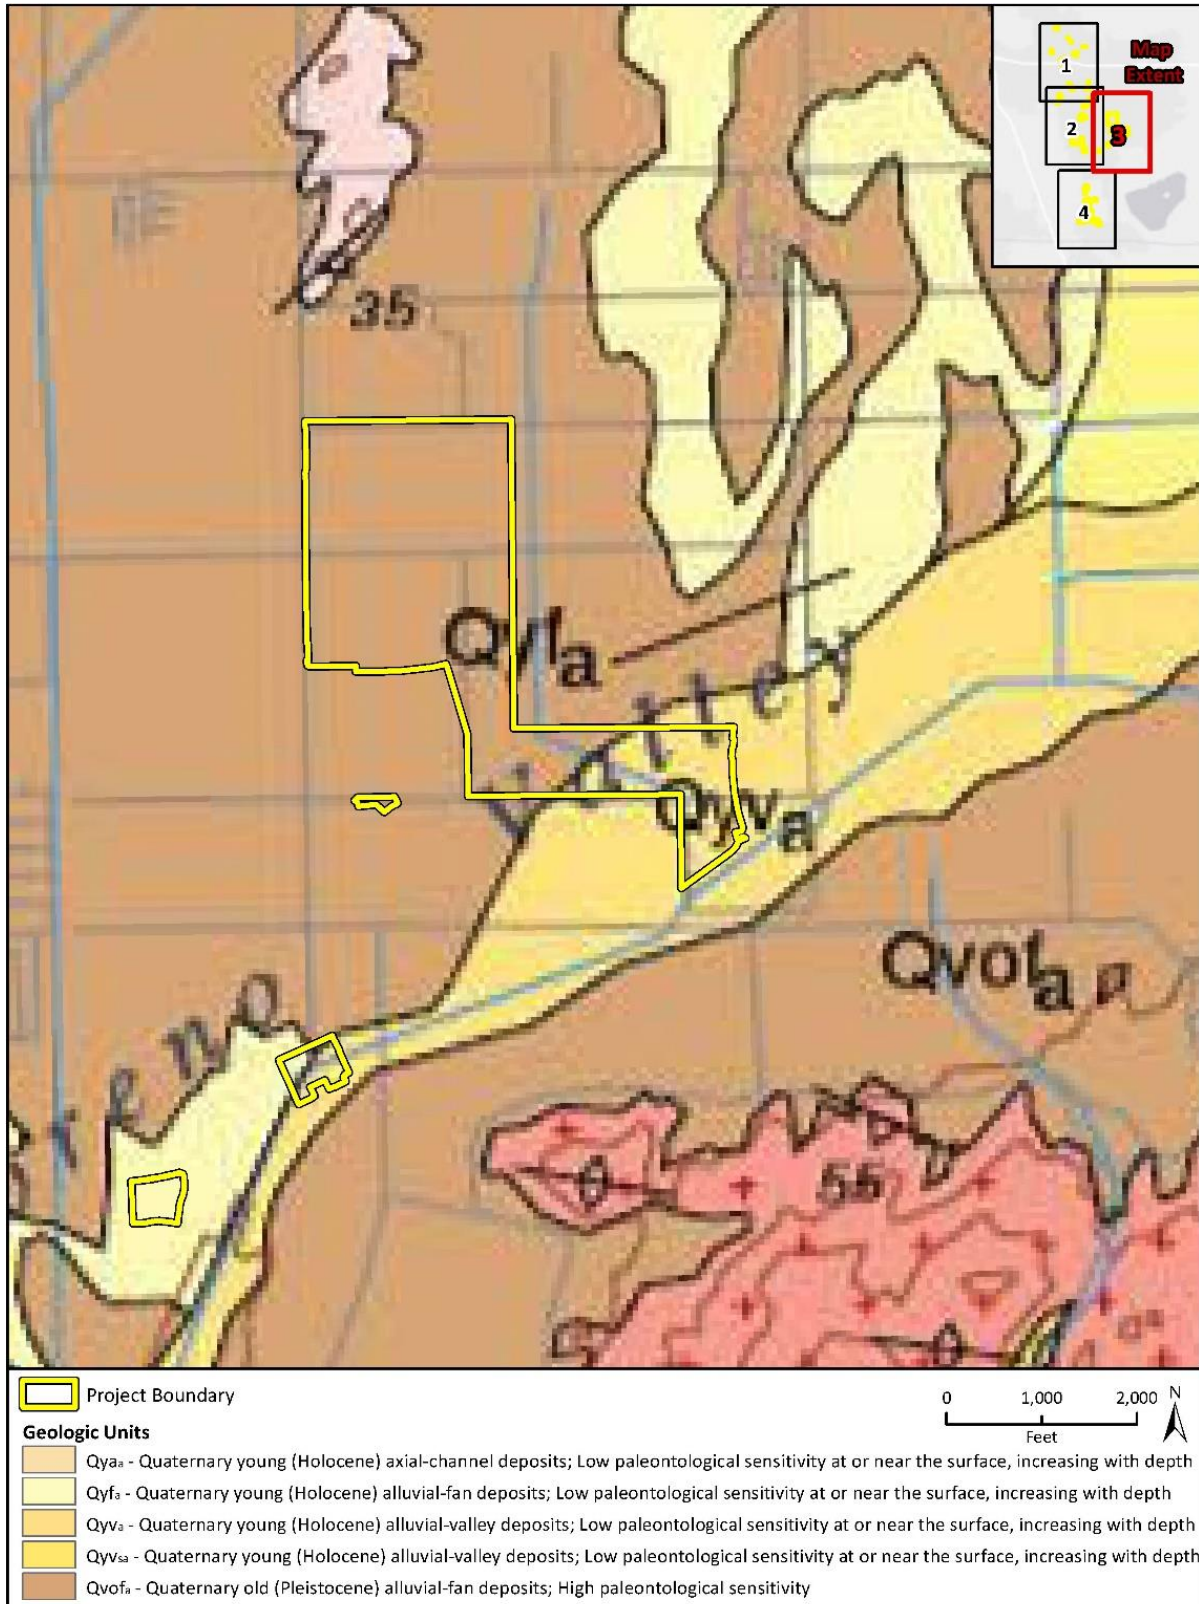 Map
Extent
1
2
3
4
35
Qyfa
Valley
Qyva
Qvofa
reno
55
Project Boundary
0 1,000 2,000 N
Feet
Geologic Units
Qyaa - Quaternary young (Holocene) axial-channel deposits; Low paleontological sensitivity at or near the surface, increasing with depth
Qyfa - Quaternary young (Holocene) alluvial-fan deposits; Low paleontological sensitivity at or near the surface, increasing with depth
Qyva - Quaternary young (Holocene) alluvial-valley deposits; Low paleontological sensitivity at or near the surface, increasing with depth
Qyvsa - Quaternary young (Holocene) alluvial-valley deposits; Low paleontological sensitivity at or near the surface, increasing with depth
Qvofa - Quaternary old (Pleistocene) alluvial-fan deposits; High paleontological sensitivity